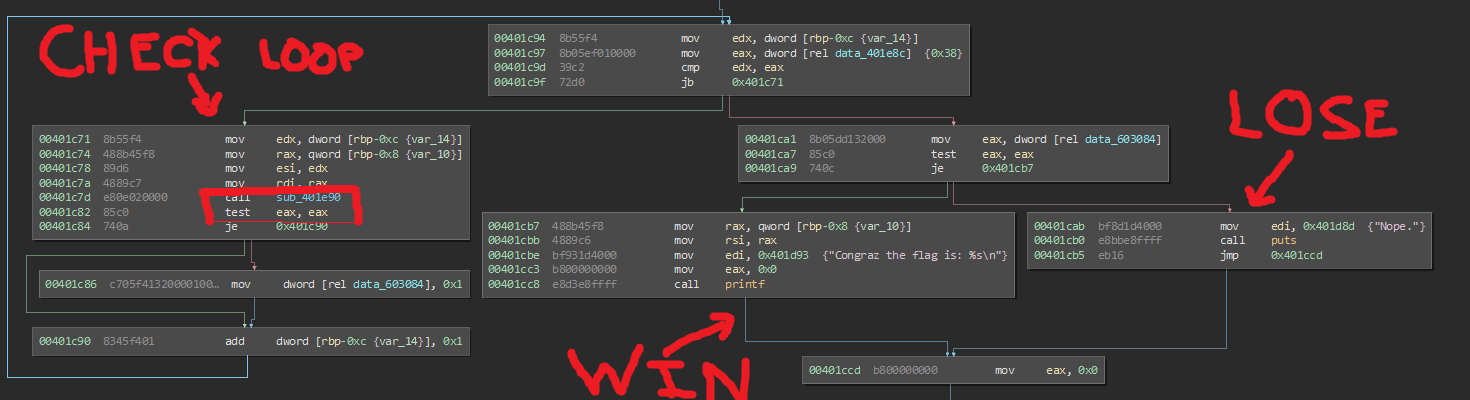 00401c94 8b55f4 mov edx, dword [rbp-0xc {var_14}]
00401c97 8b05ef010000 mov eax, dword [rel data_401e8c] {0x38}
00401c9d 39c2 cmp edx, eax
00401c9f 72d0 jb 0x401c71
CHECK LOOP
LOSE
00401c71 8b55f4 mov edx, dword [rbp-0xc {var_14}]
00401c74 488b45f8 mov rax, qword [rbp-0x8 {var_10}]
00401c78 89d6 mov esi, edx
00401c7a 4889c7 mov rdi, rax
00401c7d e80e020000 call sub_401e90
00401c82 85c0 test eax, eax
00401c84 740a je 0x401c90
00401ca1 8b05dd132000 mov eax, dword [rel data_603084]
00401ca7 85c0 test eax, eax
00401ca9 740c je 0x401cb7
00401cb7 488b45f8 mov rax, qword [rbp-0x8 {var_10}]
00401cbb 4889c6 mov rsi, rax
00401cbe bf931d4000 mov edi, 0x401d93 {"Congraz the flag is: %s\n"}
00401cc3 b800000000 mov eax, 0x0
00401cc8 e8d3e8ffff call printf
00401cab bf8d1d4000 mov edi, 0x401d8d {"Nope."}
00401cb0 e8bbe8ffff call puts
00401cb5 eb16 jmp 0x401ccd
00401c86 c705f41320000100… mov dword [rel data_603084], 0x1
00401c90 8345f401 add dword [rbp-0xc {var_14}], 0x1
WIN
00401ccd b800000000 mov eax, 0x0